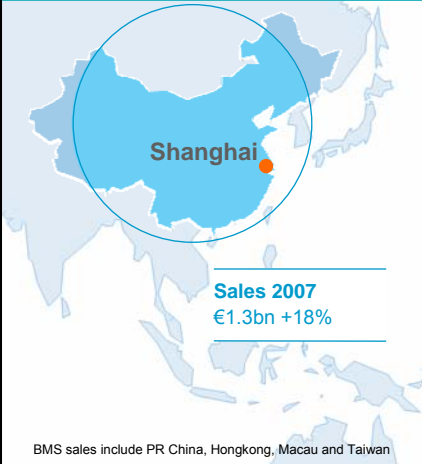 Shanghai
Sales 2007
€1.3bn +18%
BMS sales include PR China, Hongkong, Macau and Taiwan